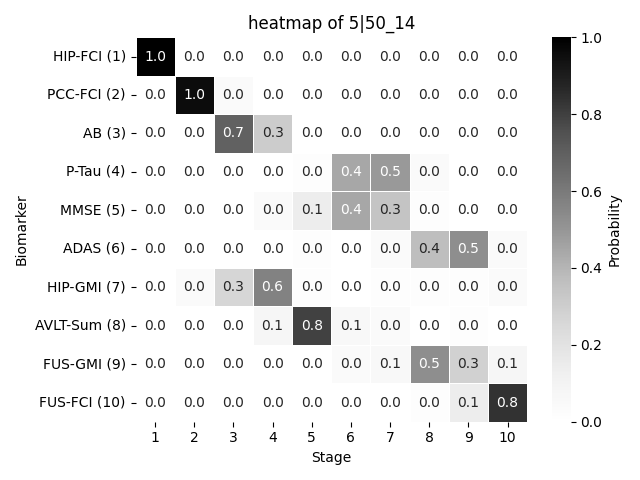 heatmap of 5|50_14
HIP-FCI (1) 1.0 0.0 0.0 0.0 0.0 0.0 0.0 0.0 0.0 0.0
PCC-FCI (2) 0.0 1.0 0.0 0.0 0.0 0.0 0.0 0.0 0.0 0.0
AB (3) 0.0 0.0 0.7 0.3 0.0 0.0 0.0 0.0 0.0 0.0
P-Tau (4) 0.0 0.0 0.0 0.0 0.0 0.4 0.5 0.0 0.0 0.0
MMSE (5) 0.0 0.0 0.0 0.0 0.1 0.4 0.3 0.0 0.0 0.0
ADAS (6) 0.0 0.0 0.0 0.0 0.0 0.0 0.0 0.4 0.5 0.0
HIP-GMI (7) 0.0 0.0 0.3 0.6 0.0 0.0 0.0 0.0 0.0 0.0
AVLT-Sum (8) 0.0 0.0 0.0 0.1 0.8 0.1 0.0 0.0 0.0 0.0
FUS-GMI (9) 0.0 0.0 0.0 0.0 0.0 0.0 0.1 0.5 0.3 0.1
FUS-FCI (10) 0.0 0.0 0.0 0.0 0.0 0.0 0.0 0.0 0.1 0.8
1 2 3 4 5 6 7 8 9 10
Stage
Biomarker
1.0
0.8
0.6
0.4
0.2
0.0
Probability